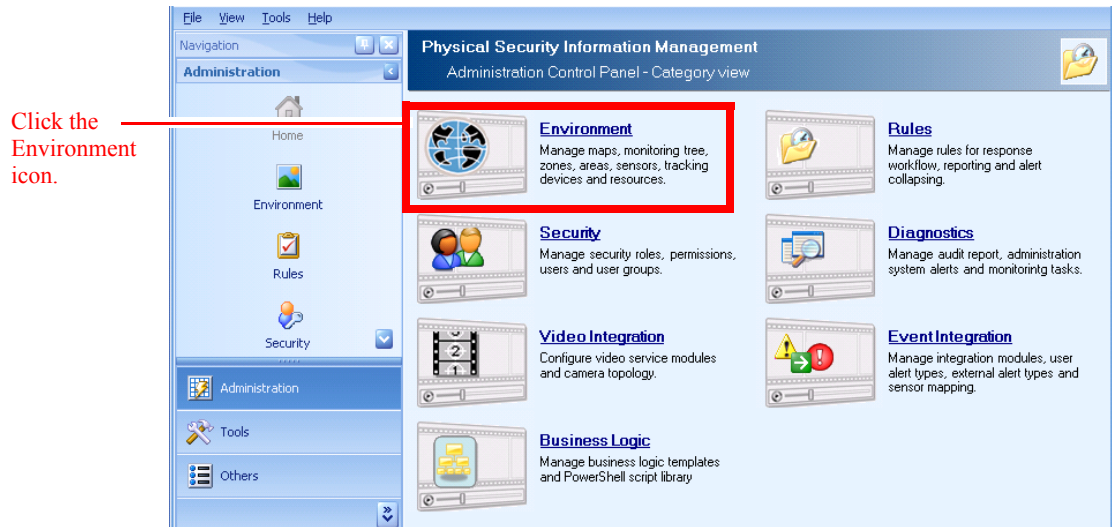 File View Tools Help
Navigation
Administration
Home
Environment
Rules
Security
Administration
Tools
Others
Click the
Environment
icon.
Physical Security Information Management
Administration Control Panel - Category view
Environment
Manage maps, monitoring tree,
zones, areas, sensors, tracking
devices and resources.
Rules
Manage rules for response
workflow, reporting and alert
collapsing.
Security
Manage security roles, permissions,
users and user groups.
Diagnostics
Manage audit report, administration
system alerts and monitorintg tasks.
2
1
Video Integration
Configure video service modules
and camera topology.
Event Integration
Manage integration modules, user
alert types, external alert types and
sensor mapping.
Business Logic
Manage business logic templates
and PowerShell script library